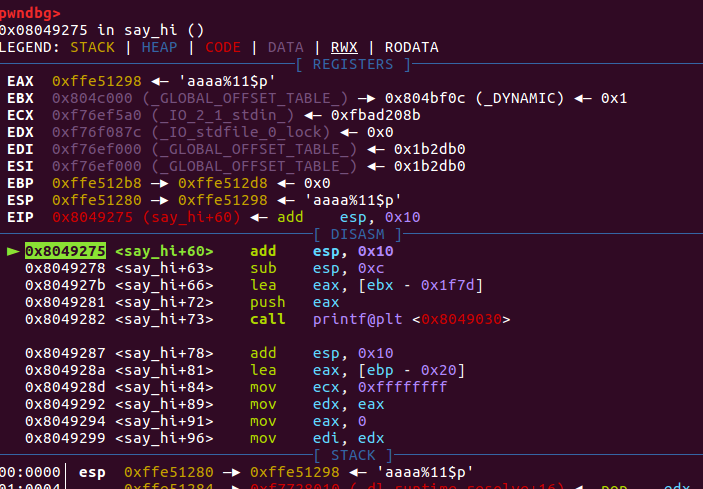 pwndbg>
0x08049275 in say_hi ()
LEGEND: STACK | HEAP | CODE | DATA | RWX | RODATA
[ REGISTERS ]
EAX 0xffe51298 ◂— 'aaaa%11$p'
EBX 0x804c000 (_GLOBAL_OFFSET_TABLE_) —▸ 0x804bf0c (_DYNAMIC) ◂— 0x1
ECX 0xf76ef5a0 (_IO_2_1_stdin_) ◂— 0xfbad208b
EDX 0xf76f087c (_IO_stdfile_0_lock) ◂— 0x0
EDI 0xf76ef000 (_GLOBAL_OFFSET_TABLE_) ◂— 0x1b2db0
ESI 0xf76ef000 (_GLOBAL_OFFSET_TABLE_) ◂— 0x1b2db0
EBP 0xffe512b8 —▸ 0xffe512d8 ◂— 0x0
ESP 0xffe51280 —▸ 0xffe51298 ◂— 'aaaa%11$p'
EIP 0x8049275 (say_hi+60) ◂— add esp, 0x10
[ DISASM ]
► 0x8049275 <say_hi+60> add esp, 0x10
0x8049278 <say_hi+63> sub esp, 0xc
0x804927b <say_hi+66> lea eax, [ebx - 0x1f7d]
0x8049281 <say_hi+72> push eax
0x8049282 <say_hi+73> call printf@plt <0x8049030>
0x8049287 <say_hi+78> add esp, 0x10
0x804928a <say_hi+81> lea eax, [ebp - 0x20]
0x804928d <say_hi+84> mov ecx, 0xffffffff
0x8049292 <say_hi+89> mov edx, eax
0x8049294 <say_hi+91> mov eax, 0
0x8049299 <say_hi+96> mov edi, edx
[ STACK ]
00:0000│ esp 0xffe51280 —▸ 0xffe51298 ◂— 'aaaa%11$p'